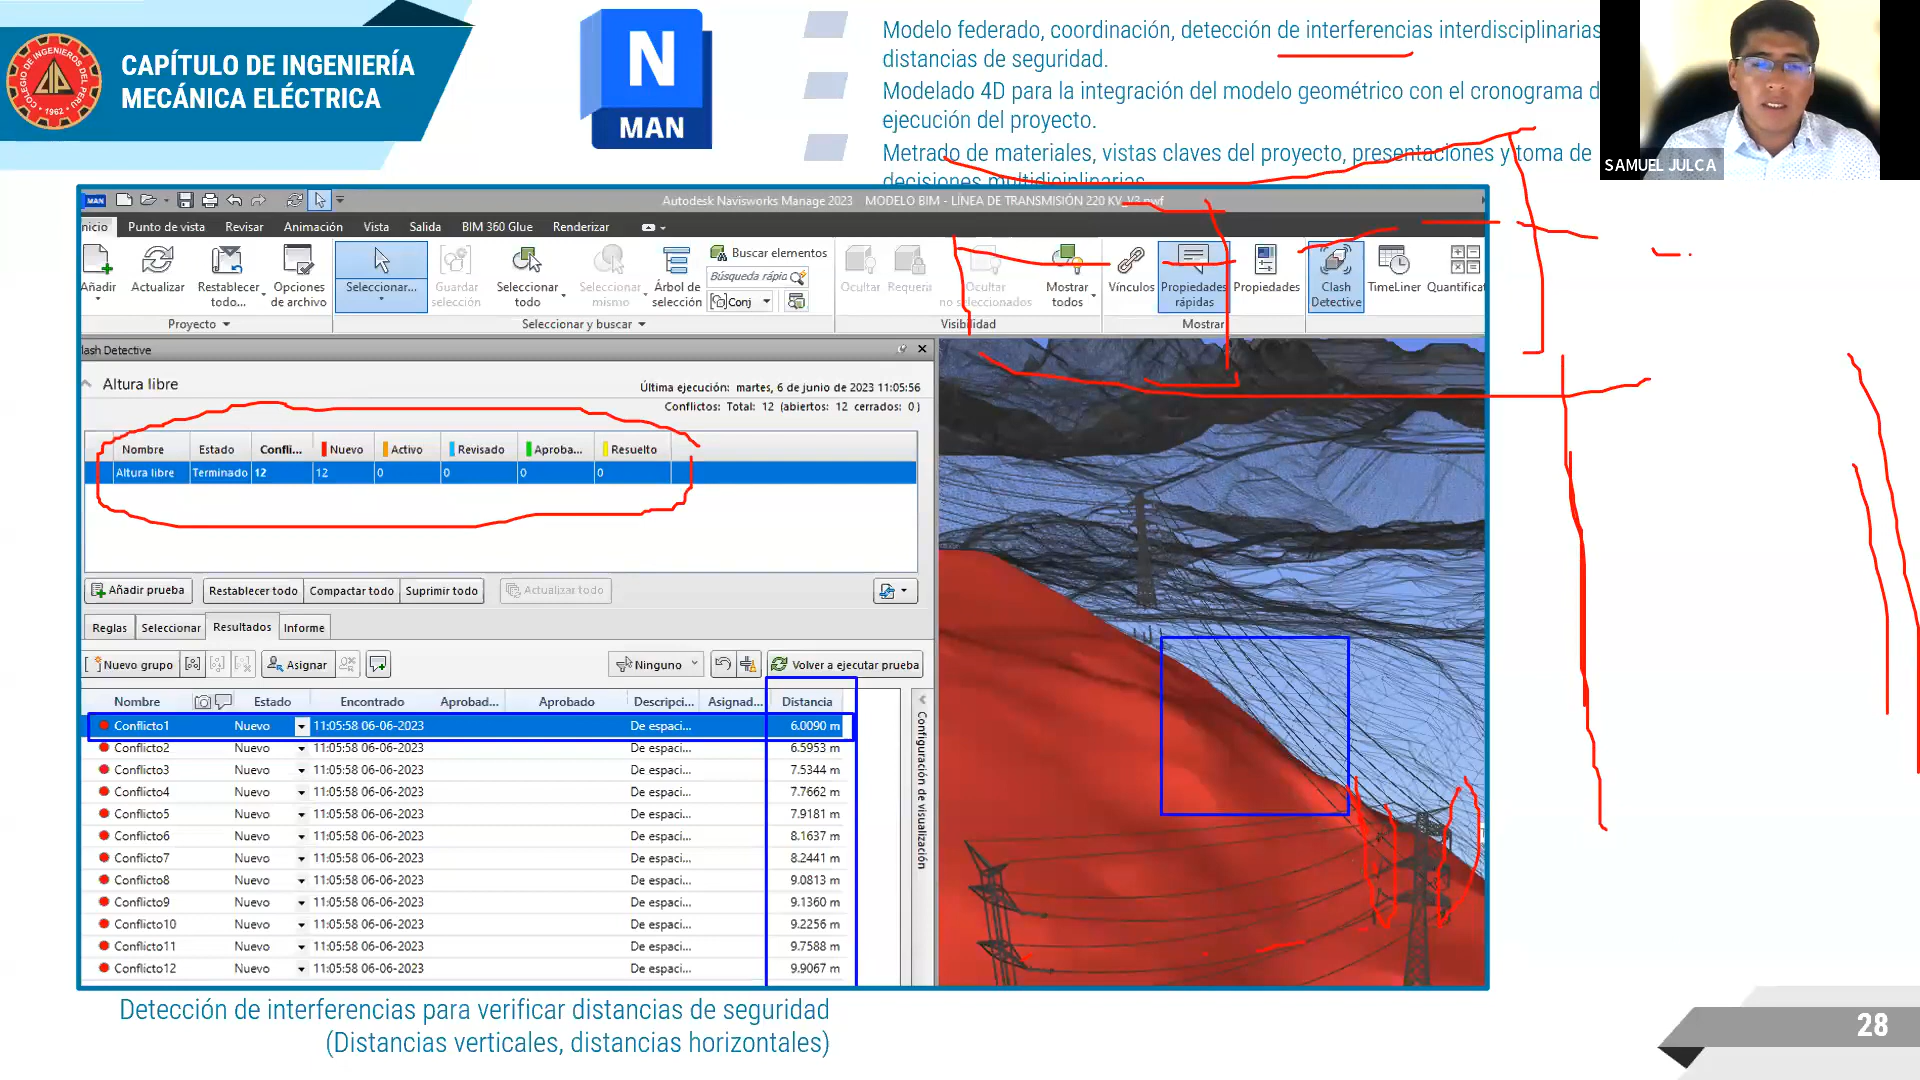 COLEGIO DE INGENIEROS DEL PERÚ
1962
CAPÍTULO DE INGENIERÍA
MECÁNICA ELÉCTRICA
N
MAN
Modelo federado, coordinación, detección de interferencias interdisciplinarias
distancias de seguridad.
Modelado 4D para la integración del modelo geométrico con el cronograma d
ejecución del proyecto.
Metrado de materiales, vistas claves del proyecto, presentaciones y toma de
decisiones multidisciplinarias
SAMUEL JULCA
MAN
Autodesk Navisworks Manage 2023 MODELO BIM - LÍNEA DE TRANSMISIÓN 220 KV_V3.nwf
nicio Punto de vista Revisar Animación Vista Salida BIM 360 Glue Renderizar
Añadir Actualizar Restablecer todo... Opciones de archivo
Proyecto
Seleccionar... Guardar selección Seleccionar todo Seleccionar mismo Árbol de selección
Buscar elementos
Búsqueda rápic
Conj
Seleccionar y buscar
Ocultar Requerir Ocultar no seleccionados Mostrar todos
Visibilidad
Vínculos Propiedades rápidas Propiedades
Mostrar
Clash Detective TimeLiner Quantificat
lash Detective
Altura libre
Última ejecución: martes, 6 de junio de 2023 11:05:56
Conflictos: Total: 12 (abiertos: 12 cerrados: 0)
Nombre Estado Confli... Nuevo Activo Revisado Aproba... Resuelto
Altura libre Terminado 12 12 0 0 0 0
Añadir prueba Restablecer todo Compactar todo Suprimir todo Actualizar todo
Reglas Seleccionar Resultados Informe
Nuevo grupo Asignar Ninguno Volver a ejecutar prueba
Nombre Estado Encontrado Aprobad... Aprobado Descripci... Asignad... Distancia
Conflicto1 Nuevo 11:05:58 06-06-2023 De espaci... 6.0090 m
Conflicto2 Nuevo 11:05:58 06-06-2023 De espaci... 6.5953 m
Conflicto3 Nuevo 11:05:58 06-06-2023 De espaci... 7.5344 m
Conflicto4 Nuevo 11:05:58 06-06-2023 De espaci... 7.7662 m
Conflicto5 Nuevo 11:05:58 06-06-2023 De espaci... 7.9181 m
Conflicto6 Nuevo 11:05:58 06-06-2023 De espaci... 8.1637 m
Conflicto7 Nuevo 11:05:58 06-06-2023 De espaci... 8.2441 m
Conflicto8 Nuevo 11:05:58 06-06-2023 De espaci... 9.0813 m
Conflicto9 Nuevo 11:05:58 06-06-2023 De espaci... 9.1360 m
Conflicto10 Nuevo 11:05:58 06-06-2023 De espaci... 9.2256 m
Conflicto11 Nuevo 11:05:58 06-06-2023 De espaci... 9.7588 m
Conflicto12 Nuevo 11:05:58 06-06-2023 De espaci... 9.9067 m
Configuración de visualización
Detección de interferencias para verificar distancias de seguridad
(Distancias verticales, distancias horizontales)
28